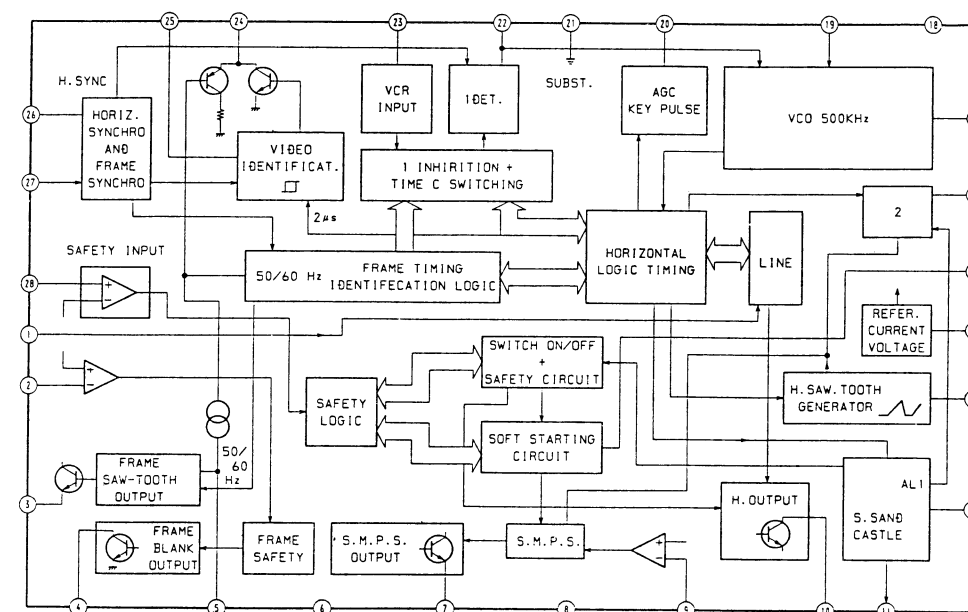 25
24
23
22
21
20
19
18
H.SYNC
SUBST.
26
HORIZ.
SYNCHRO
AND
FRAME
SYNCHRO
VCR
INPUT
1DET.
AGC
KEY PULSE
VCO 500KHz
VIDEO
IDENTIFICAT.
1 INHIRITION +
TIME C SWITCHING
27
2µs
2
SAFETY INPUT
HORIZONTAL
LOGIC TIMING
LINE
50/60 Hz
FRAME TIMING
IDENTIFECATION LOGIC
28
+
-
REFER.
CURRENT
VOLTAGE
1
SWITCH ON/OFF
+
SAFETY CIRCUIT
2
+
-
SAFETY
LOGIC
H.SAW.TOOTH
GENERATOR
SOFT STARTING
CIRCUIT
50/
60
Hz
FRAME
SAW-TOOTH
OUTPUT
3
AL1
S.SAND
CASTLE
H.OUTPUT
FRAME
BLANK
OUTPUT
FRAME
SAFETY
S.M.P.S.
OUTPUT
S.M.P.S.
+
-
4
5
6
7
8
9
10
11